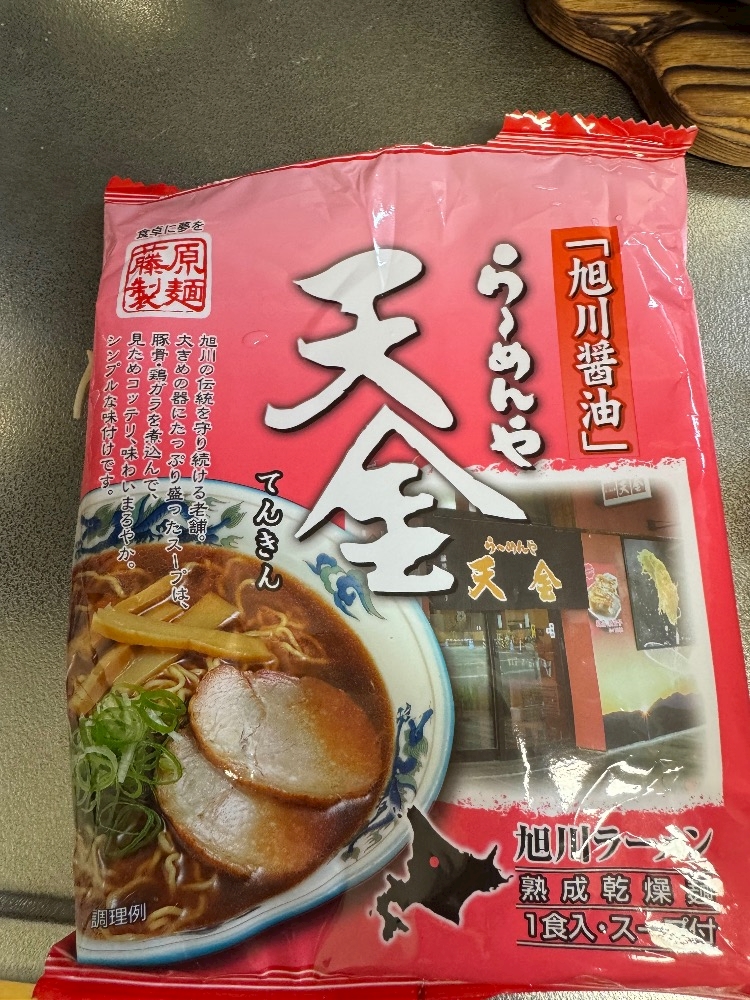 食卓に夢を
藤原
製麺
「旭川醤油」
らーめんや
天金
てんきん
旭川の伝統を守り続ける老舗。
大きめの器にたっぷり盛ったスープは、
豚骨・鶏ガラを煮込んで、
見ためコッテリ、味わいまろやか。
シンプルな味付けです。
らーめんや
天金
天金
調理例
旭川ラーメン
熟成乾燥麺
1食入・スープ付